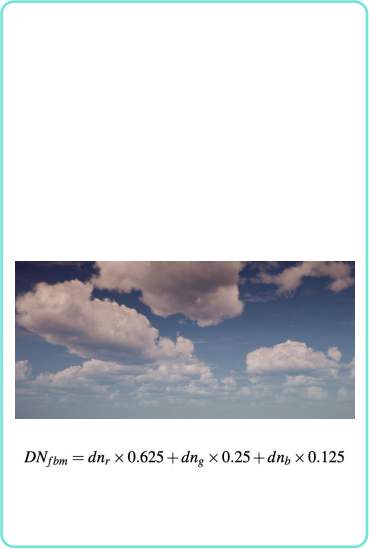 DN_{fbm} = dn_r × 0.625 + dn_g × 0.25 + dn_b × 0.125